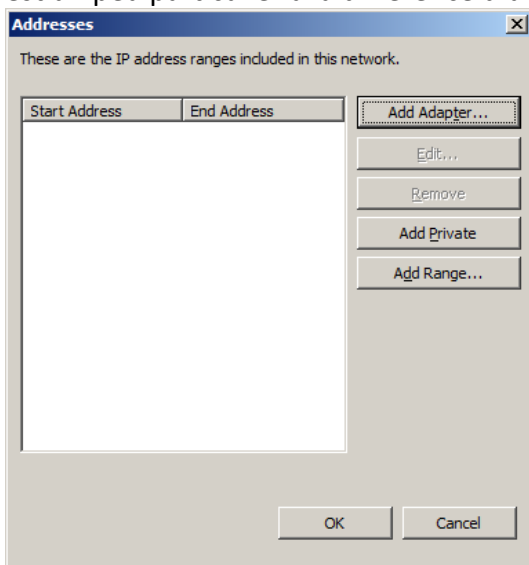 Addresses
These are the IP address ranges included in this network.
Start Address End Address
Add Adapter...
Edit...
Remove
Add Private
Add Range...
OK Cancel